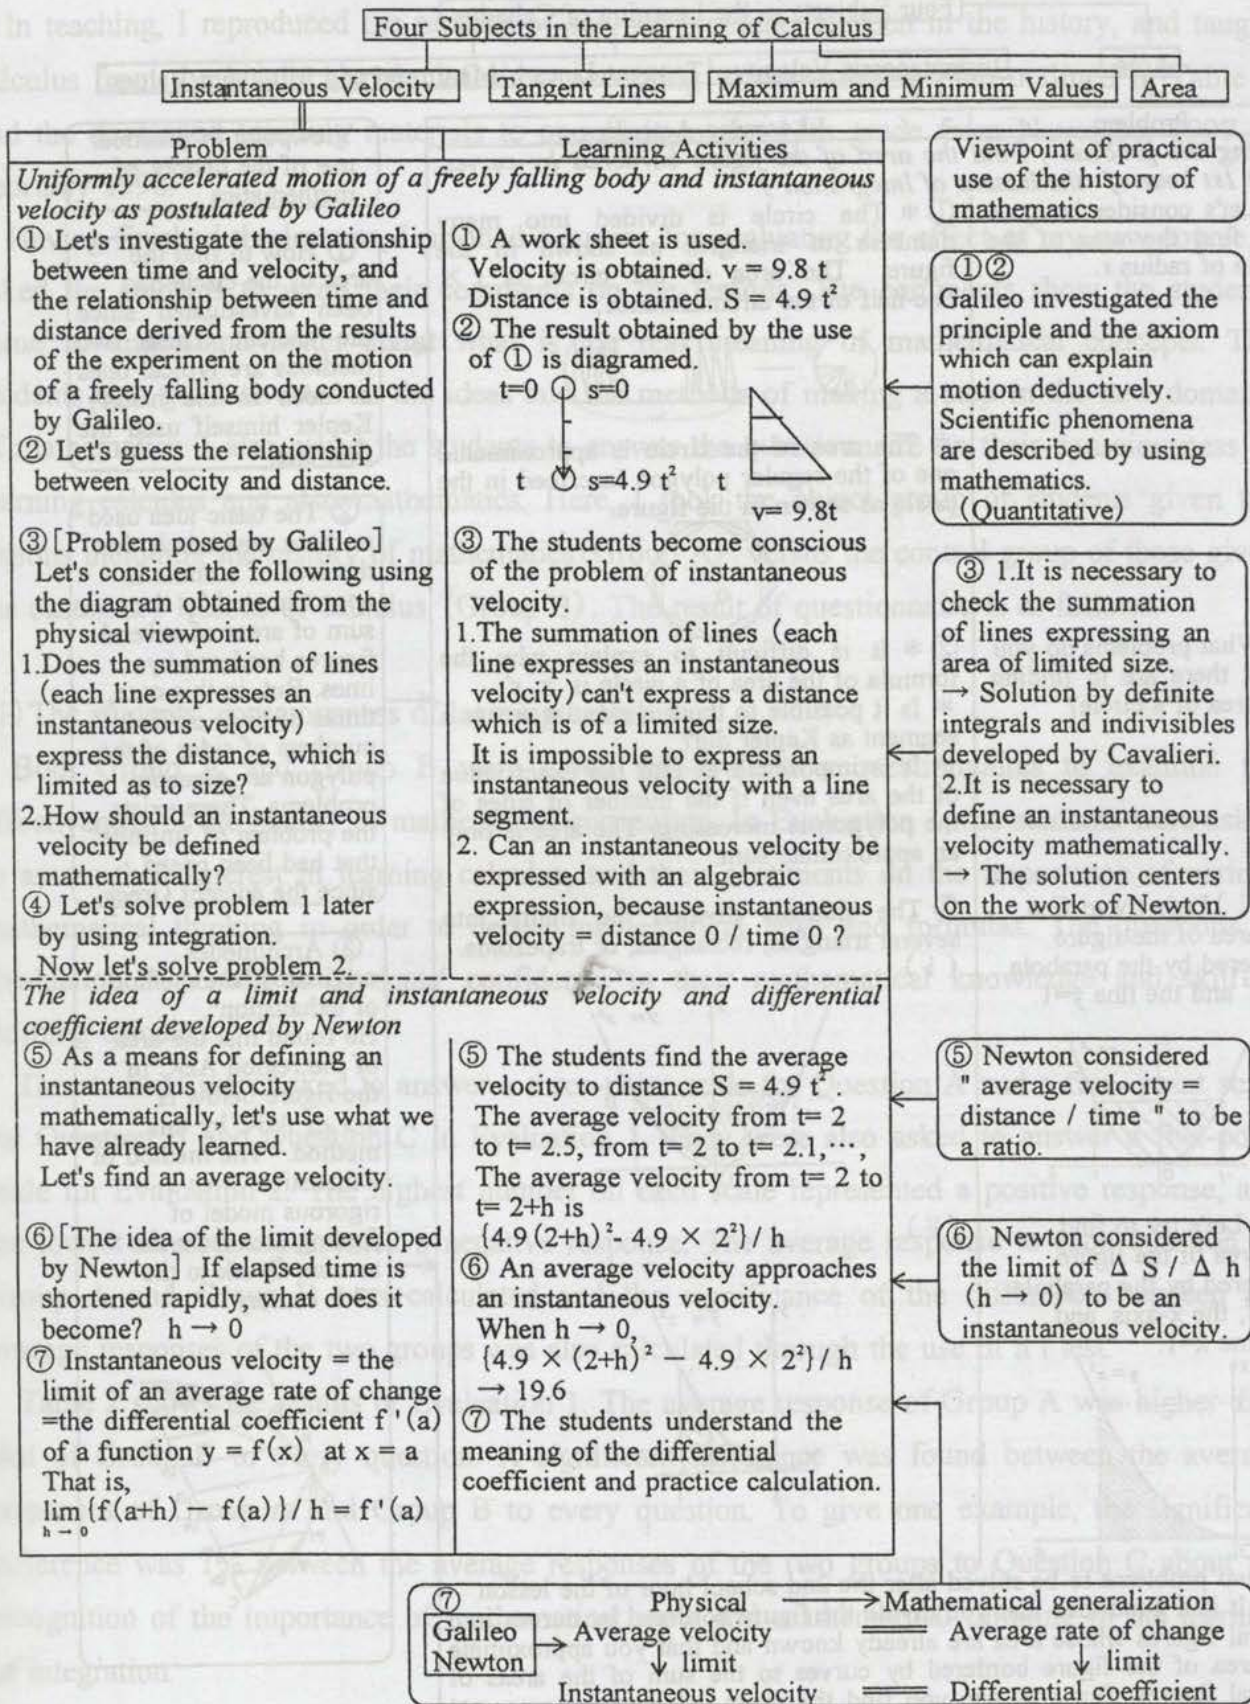 Four Subjects in the Learning of Calculus
Instantaneous Velocity
Tangent Lines
Maximum and Minimum Values
Area
Problem
Learning Activities
Uniformly accelerated motion of a freely falling body and instantaneous
velocity as postulated by Galileo
① Let's investigate the relationship
between time and velocity, and
the relationship between time and
distance derived from the results
of the experiment on the motion
of a freely falling body conducted
by Galileo.
② Let's guess the relationship
between velocity and distance.
③ [Problem posed by Galileo]
Let's consider the following using
the diagram obtained from the
physical viewpoint.
1.Does the summation of lines
(each line expresses an
instantaneous velocity)
express the distance, which is
limited as to size?
2.How should an instantaneous
velocity be defined
mathematically?
④ Let's solve problem 1 later
by using integration.
Now let's solve problem 2.
① A work sheet is used.
Velocity is obtained. v = 9.8 t
Distance is obtained. S = 4.9 t²
② The result obtained by the use
of ① is diagramed.
t=0 s=0
t s=4.9 t² t
v= 9.8t
③ The students become conscious
of the problem of instantaneous
velocity.
1.The summation of lines (each
line expresses an instantaneous
velocity) can't express a distance
which is of a limited size.
It is impossible to express an
instantaneous velocity with a line
segment.
2. Can an instantaneous velocity be
expressed with an algebraic
expression, because instantaneous
velocity = distance 0 / time 0 ?
Viewpoint of practical
use of the history of
mathematics
①②
Galileo investigated the
principle and the axiom
which can explain
motion deductively.
Scientific phenomena
are described by using
mathematics.
(Quantitative)
③ 1.It is necessary to
check the summation
of lines expressing an
area of limited size.
→ Solution by definite
integrals and indivisibles
developed by Cavalieri.
2.It is necessary to
define an instantaneous
velocity mathematically.
→ The solution centers
on the work of Newton.
The idea of a limit and instantaneous velocity and differential
coefficient developed by Newton
⑤ As a means for defining an
instantaneous velocity
mathematically, let's use what we
have already learned.
Let's find an average velocity.
⑥ [The idea of the limit developed
by Newton] If elapsed time is
shortened rapidly, what does it
become? h → 0
⑦ Instantaneous velocity = the
limit of an average rate of change
=the differential coefficient f '(a)
of a function y = f(x) at x = a
That is,
lim {f(a+h) − f(a)}/ h = f '(a)
h → 0
⑤ The students find the average
velocity to distance S = 4.9 t².
The average velocity from t= 2
to t= 2.5, from t= 2 to t= 2.1,⋯,
The average velocity from t= 2 to
t= 2+h is
{4.9(2+h)²- 4.9 × 2²}/ h
⑥ An average velocity approaches
an instantaneous velocity.
When h → 0,
{4.9 × (2+h)² − 4.9 × 2²}/ h
→ 19.6
⑦ The students understand the
meaning of the differential
coefficient and practice calculation.
⑤ Newton considered
" average velocity =
distance / time " to be
a ratio.
⑥ Newton considered
the limit of Δ S / Δ h
(h → 0) to be an
instantaneous velocity.
⑦ Physical → Mathematical generalization
Galileo → Average velocity ══ Average rate of change
Newton ↓ limit ↓ limit
Instantaneous velocity ══ Differential coefficient